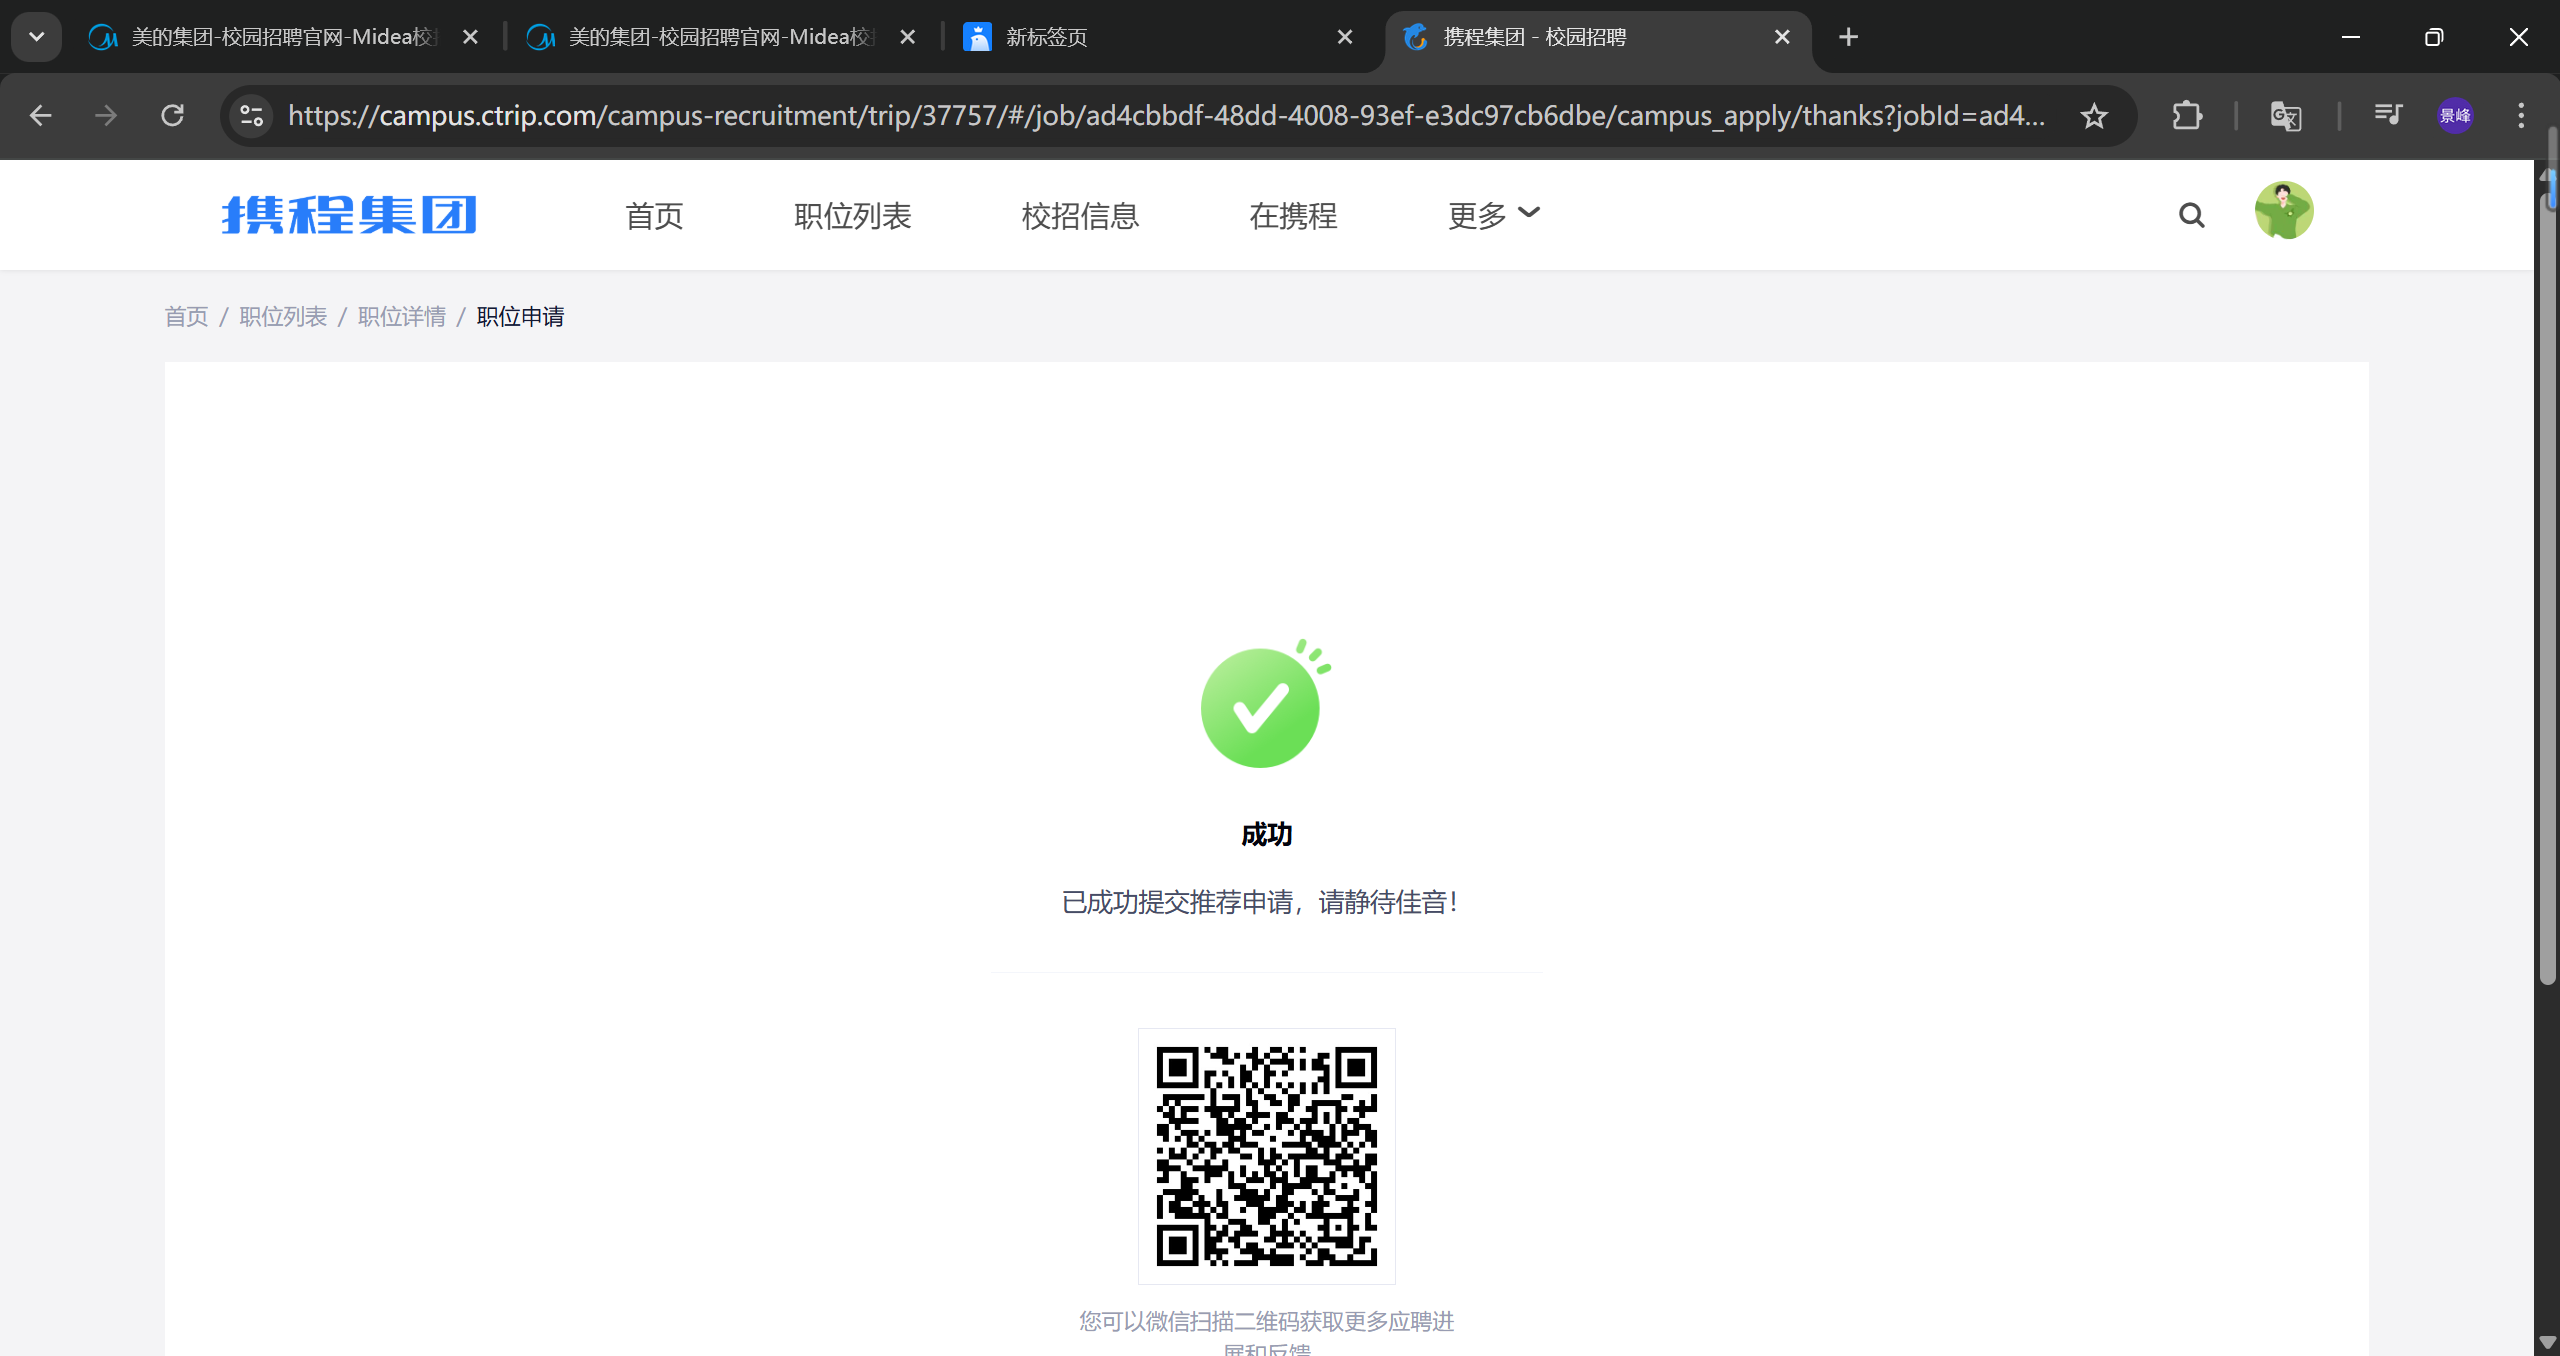 美的集团-校园招聘官网-Midea校
美的集团-校园招聘官网-Midea校
新标签页
携程集团 - 校园招聘
https://campus.ctrip.com/campus-recruitment/trip/37757/#/job/ad4cbbdf-48dd-4008-93ef-e3dc97cb6dbe/campus_apply/thanks?jobId=ad4...
景峰
携程集团
首页
职位列表
校招信息
在携程
更多
首页 / 职位列表 / 职位详情 / 职位申请
成功
已成功提交推荐申请，请静待佳音！
您可以微信扫描二维码获取更多应聘进
展和反馈